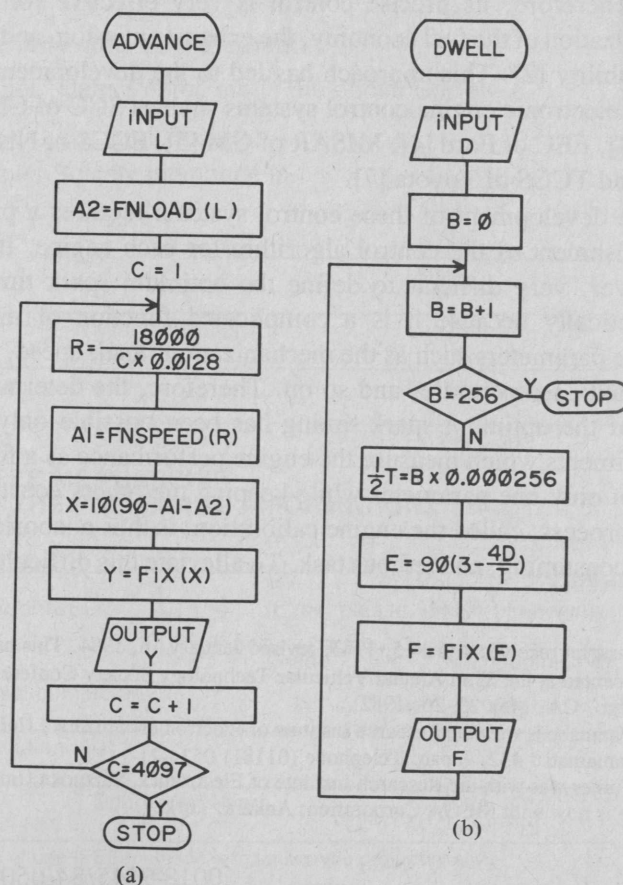 ADVANCE
iNPUT
L
A2=FNLOAD(L)
C = 1
R= 18000
C x 0.0128
A1=FNSPEED(R)
X=10(90-A1-A2)
Y = FiX(X)
OUTPUT
Y
C = C+1
N
C=4097
Y
STOP
(a)
DWELL
iNPUT
D
B=Ø
B=B+1
B=256
Y
STOP
N
½T=B x 0.000256
E = 90(3-4D/T)
F = FiX(E)
OUTPUT
F
(b)